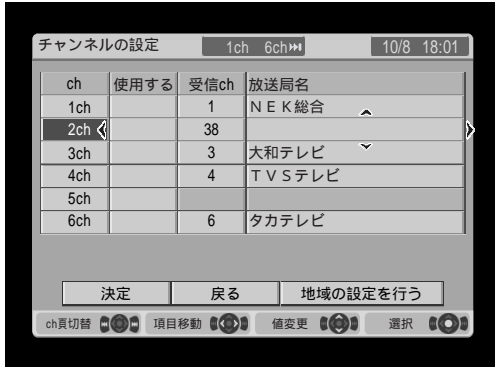 チャンネルの設定 1ch 6ch 10/8 18:01
ch 使用する 受信ch 放送局名
1ch 1 ＮＥＫ総合
2ch 38
3ch 3 大和テレビ
4ch 4 ＴＶＳテレビ
5ch
6ch 6 タカテレビ
決定 戻る 地域の設定を行う
ch頁切替 項目移動 値変更 選択